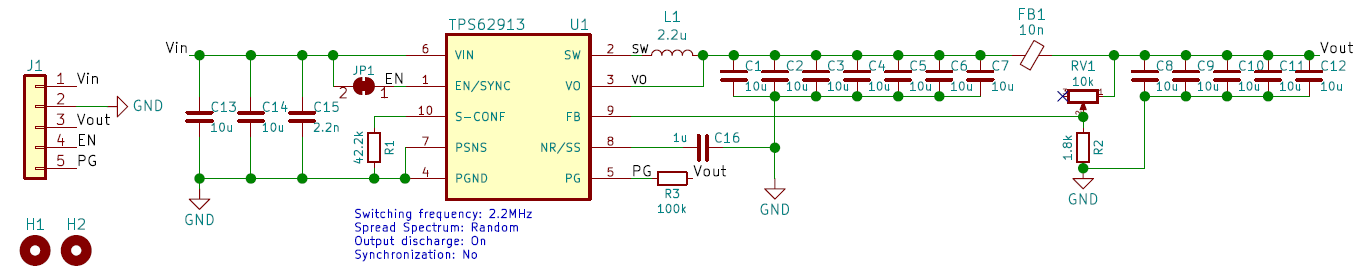 J1
1 Vin
2 GND
3 Vout
4 EN
5 PG
H1 H2
Vin
C13
10u
C14
10u
C15
2.2n
GND
JP1
2 1
EN
42.2k
R1
TPS62913 U1
6 VIN
1 EN/SYNC
10 S-CONF
7 PSNS
4 PGND
SW 2
VO 3
FB 9
NR/SS 8
PG 5
Switching frequency: 2.2MHz
Spread Spectrum: Random
Output discharge: On
Synchronization: No
SW
L1
2.2u
VO
1u C16
PG Vout
R3
100k
C1
10u
C2
10u
C3
10u
C4
10u
C5
10u
C6
10u
C7
10u
GND
FB1
10n
RV1
10k
1.8k
R2
GND
C8
10u
C9
10u
C10
10u
C11
10u
C12
10u
Vout